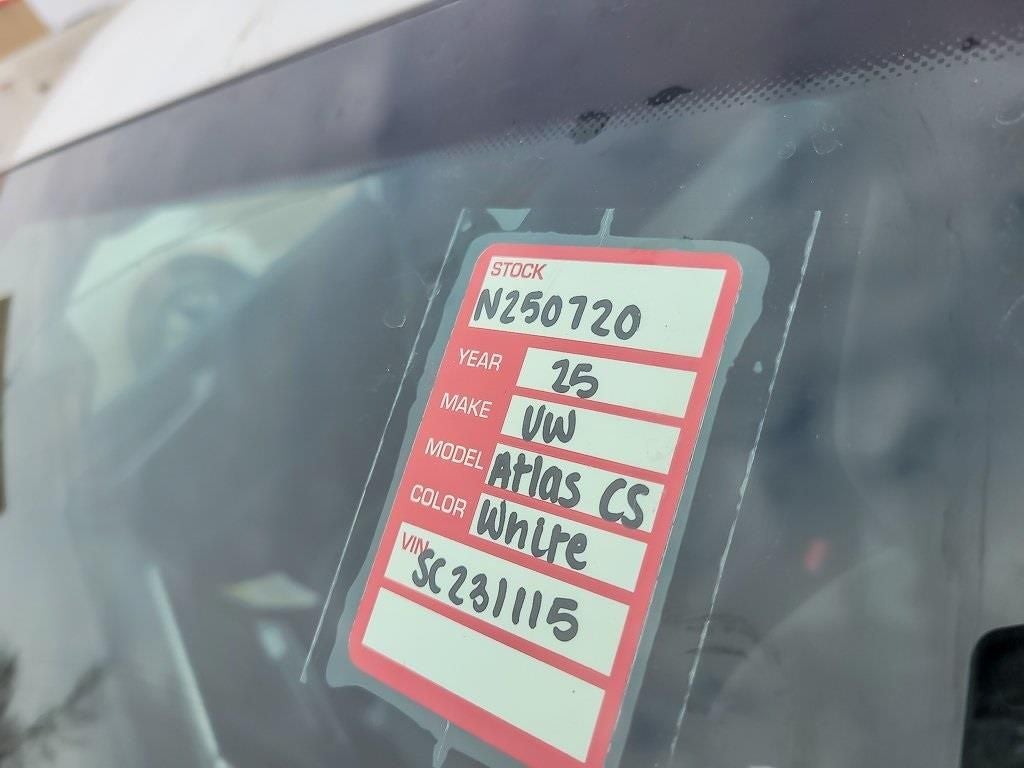 STOCK
N250720
YEAR 25
MAKE VW
MODEL Atlas CS
COLOR White
VIN SC231115